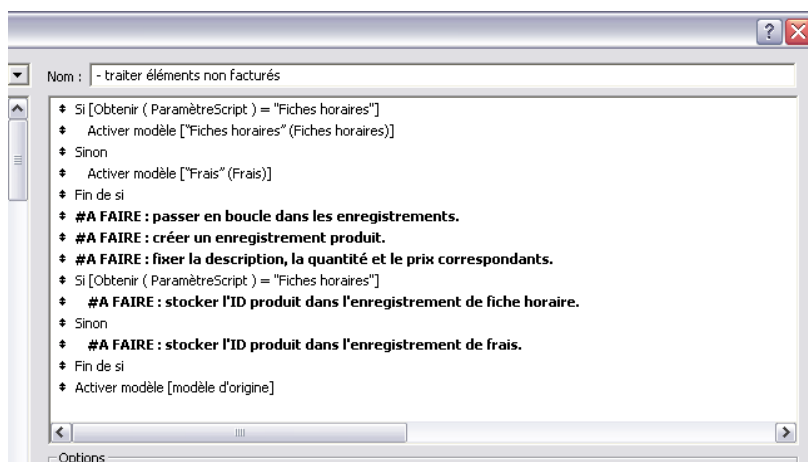 Nom : - traiter éléments non facturés
Si [Obtenir ( ParamètreScript ) = "Fiches horaires"]
Activer modèle ["Fiches horaires" (Fiches horaires)]
Sinon
Activer modèle ["Frais" (Frais)]
Fin de si
#A FAIRE : passer en boucle dans les enregistrements.
#A FAIRE : créer un enregistrement produit.
#A FAIRE : fixer la description, la quantité et le prix correspondants.
Si [Obtenir ( ParamètreScript ) = "Fiches horaires"]
#A FAIRE : stocker l'ID produit dans l'enregistrement de fiche horaire.
Sinon
#A FAIRE : stocker l'ID produit dans l'enregistrement de frais.
Fin de si
Activer modèle [modèle d'origine]
Options